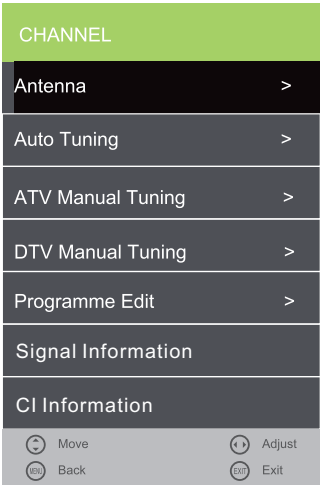 CHANNEL
Antenna >
Auto Tuning >
ATV Manual Tuning >
DTV Manual Tuning >
Programme Edit >
Signal Information
CI Information
Move Adjust
MENU Back EXIT Exit